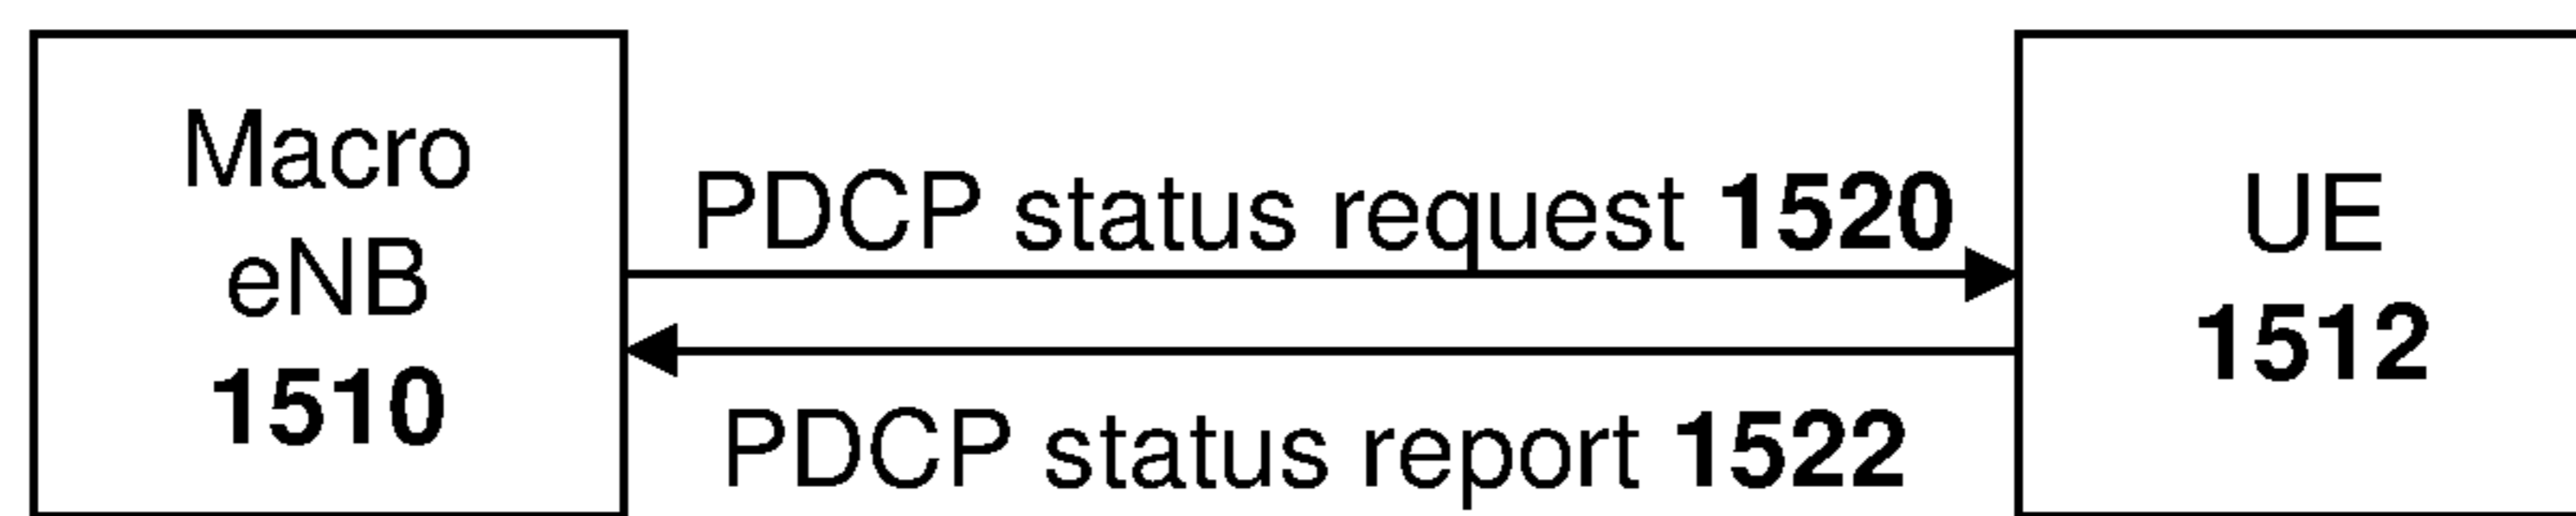 Macro
eNB
1510
PDCP status request 1520
PDCP status report 1522
UE
1512